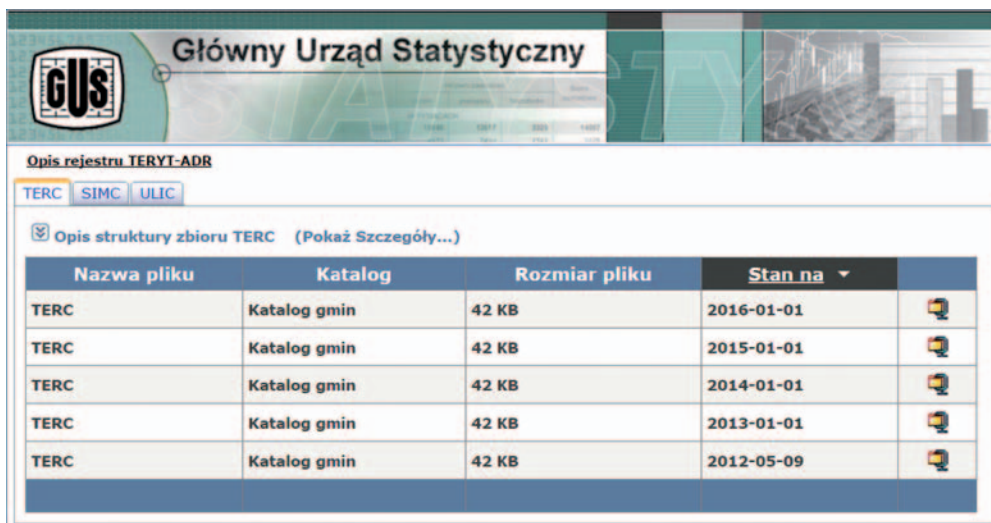 Główny Urząd Statystyczny
GUS
Opis rejestru TERYT-ADR
TERC SIMC ULIC
Opis struktury zbioru TERC (Pokaż Szczegóły...)
Nazwa pliku Katalog Rozmiar pliku Stan na
TERC Katalog gmin 42 KB 2016-01-01
TERC Katalog gmin 42 KB 2015-01-01
TERC Katalog gmin 42 KB 2014-01-01
TERC Katalog gmin 42 KB 2013-01-01
TERC Katalog gmin 42 KB 2012-05-09